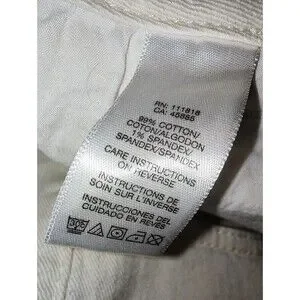 RN: 111818
CA: 45885
99% COTTON/
COTON/ALGODON
1% SPANDEX/
SPANDEX/SPANDEX
CARE INSTRUCTIONS
ON REVERSE
INSTRUCTIONS DE
SOIN SUR L'INVERSE
INSTRUCCIONES DEL
CUIDADO EN REVES